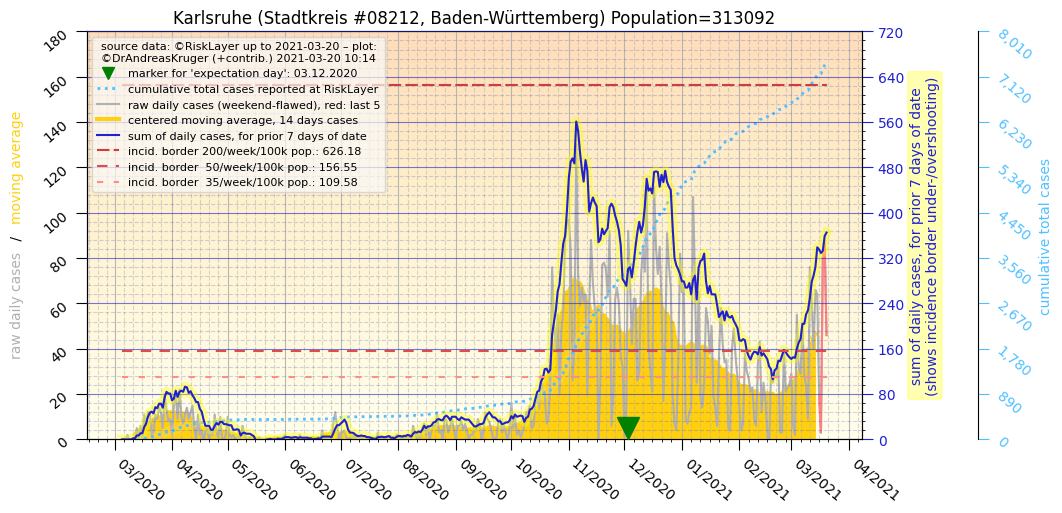 Karlsruhe (Stadtkreis #08212, Baden-Württemberg) Population=313092
source data: ©RiskLayer up to 2021-03-20 – plot:
©DrAndreasKruger (+contrib.) 2021-03-20 10:14
marker for 'expectation day': 03.12.2020
cumulative total cases reported at RiskLayer
raw daily cases (weekend-flawed), red: last 5
centered moving average, 14 days cases
sum of daily cases, for prior 7 days of date
incid. border 200/week/100k pop.: 626.18
incid. border  50/week/100k pop.: 156.55
incid. border  35/week/100k pop.: 109.58
raw daily cases / moving average
180
160
140
120
100
80
60
40
20
0
720
640
560
480
400
320
240
160
80
0
sum of daily cases, for prior 7 days of date
(shows incidence border under-/overshooting)
8,010
7,120
6,230
5,340
4,450
3,560
2,670
1,780
890
0
cumulative total cases
03/2020
04/2020
05/2020
06/2020
07/2020
08/2020
09/2020
10/2020
11/2020
12/2020
01/2021
02/2021
03/2021
04/2021